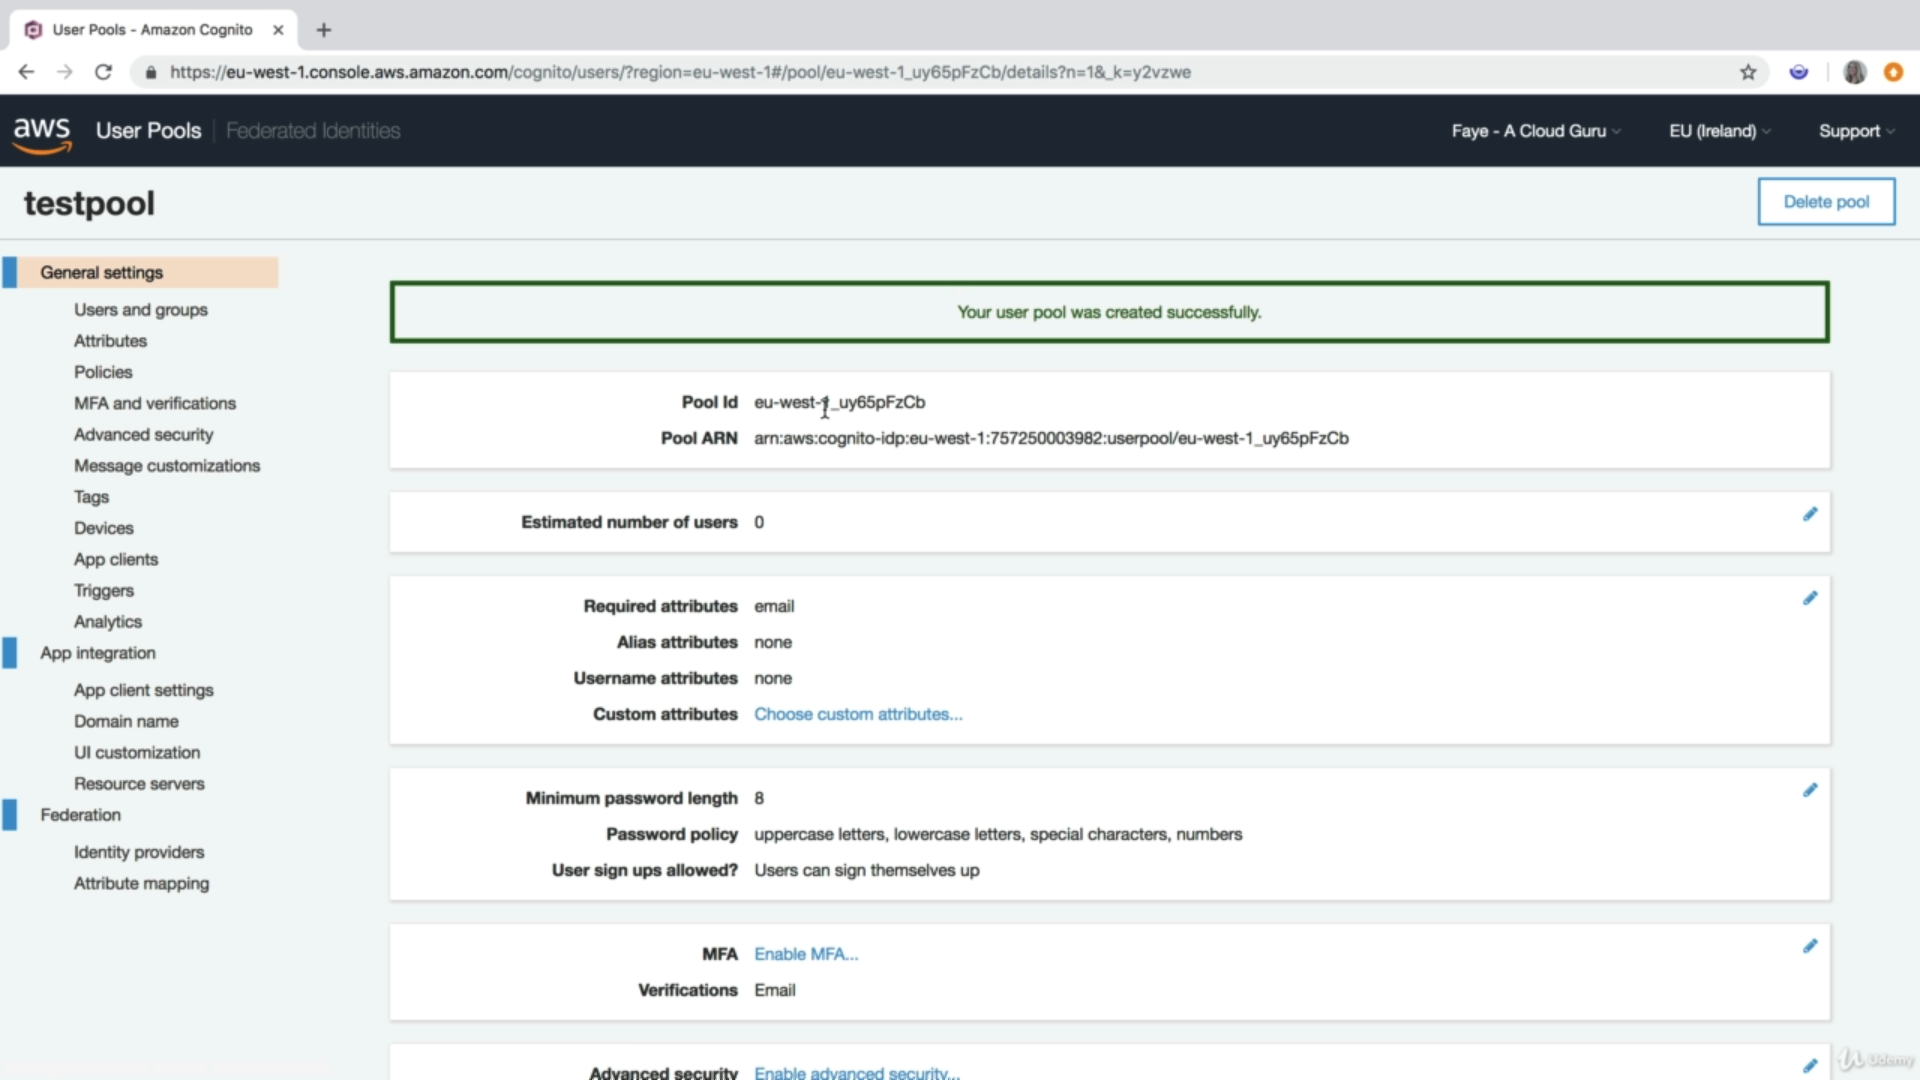 User Pools - Amazon Cognito
https://eu-west-1.console.aws.amazon.com/cognito/users/?region=eu-west-1#/pool/eu-west-1_uy65pFzCb/details?n=1&_k=y2vzwe
aws User Pools Federated Identities Faye - A Cloud Guru EU (Ireland) Support
testpool Delete pool
General settings
Users and groups
Attributes
Policies
MFA and verifications
Advanced security
Message customizations
Tags
Devices
App clients
Triggers
Analytics
App integration
App client settings
Domain name
UI customization
Resource servers
Federation
Identity providers
Attribute mapping
Your user pool was created successfully.
Pool Id eu-west-1_uy65pFzCb
Pool ARN arn:aws:cognito-idp:eu-west-1:757250003982:userpool/eu-west-1_uy65pFzCb
Estimated number of users 0
Required attributes email
Alias attributes none
Username attributes none
Custom attributes Choose custom attributes...
Minimum password length 8
Password policy uppercase letters, lowercase letters, special characters, numbers
User sign ups allowed? Users can sign themselves up
MFA Enable MFA...
Verifications Email
Advanced security Enable advanced security...
Udemy